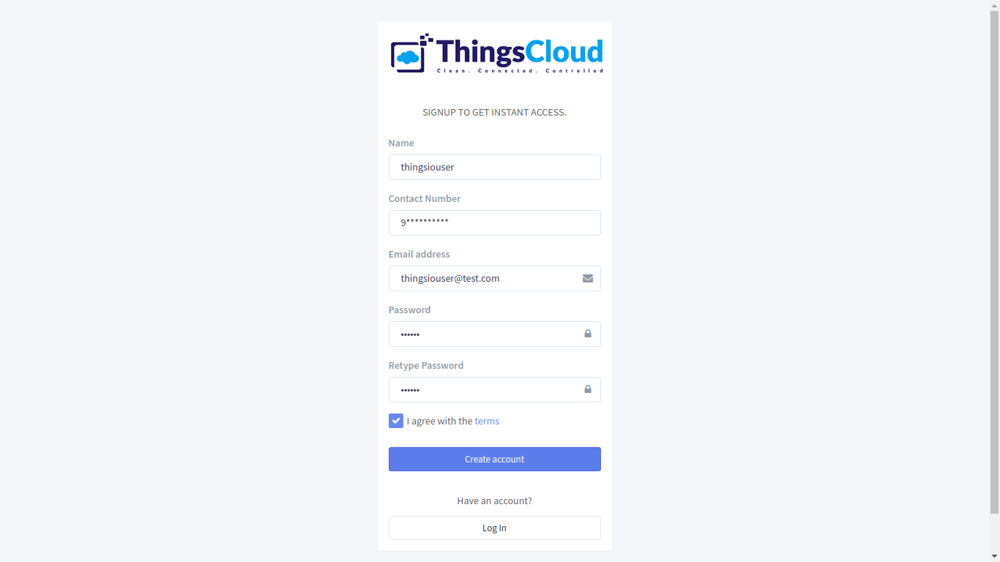 ThingsCloud
Clean. Connected. Controlled
SIGNUP TO GET INSTANT ACCESS.
Name
thingsiouser
Contact Number
9**********
Email address
thingsiouser@test.com
Password
••••••
Retype Password
••••••
I agree with the terms
Create account
Have an account?
Log In